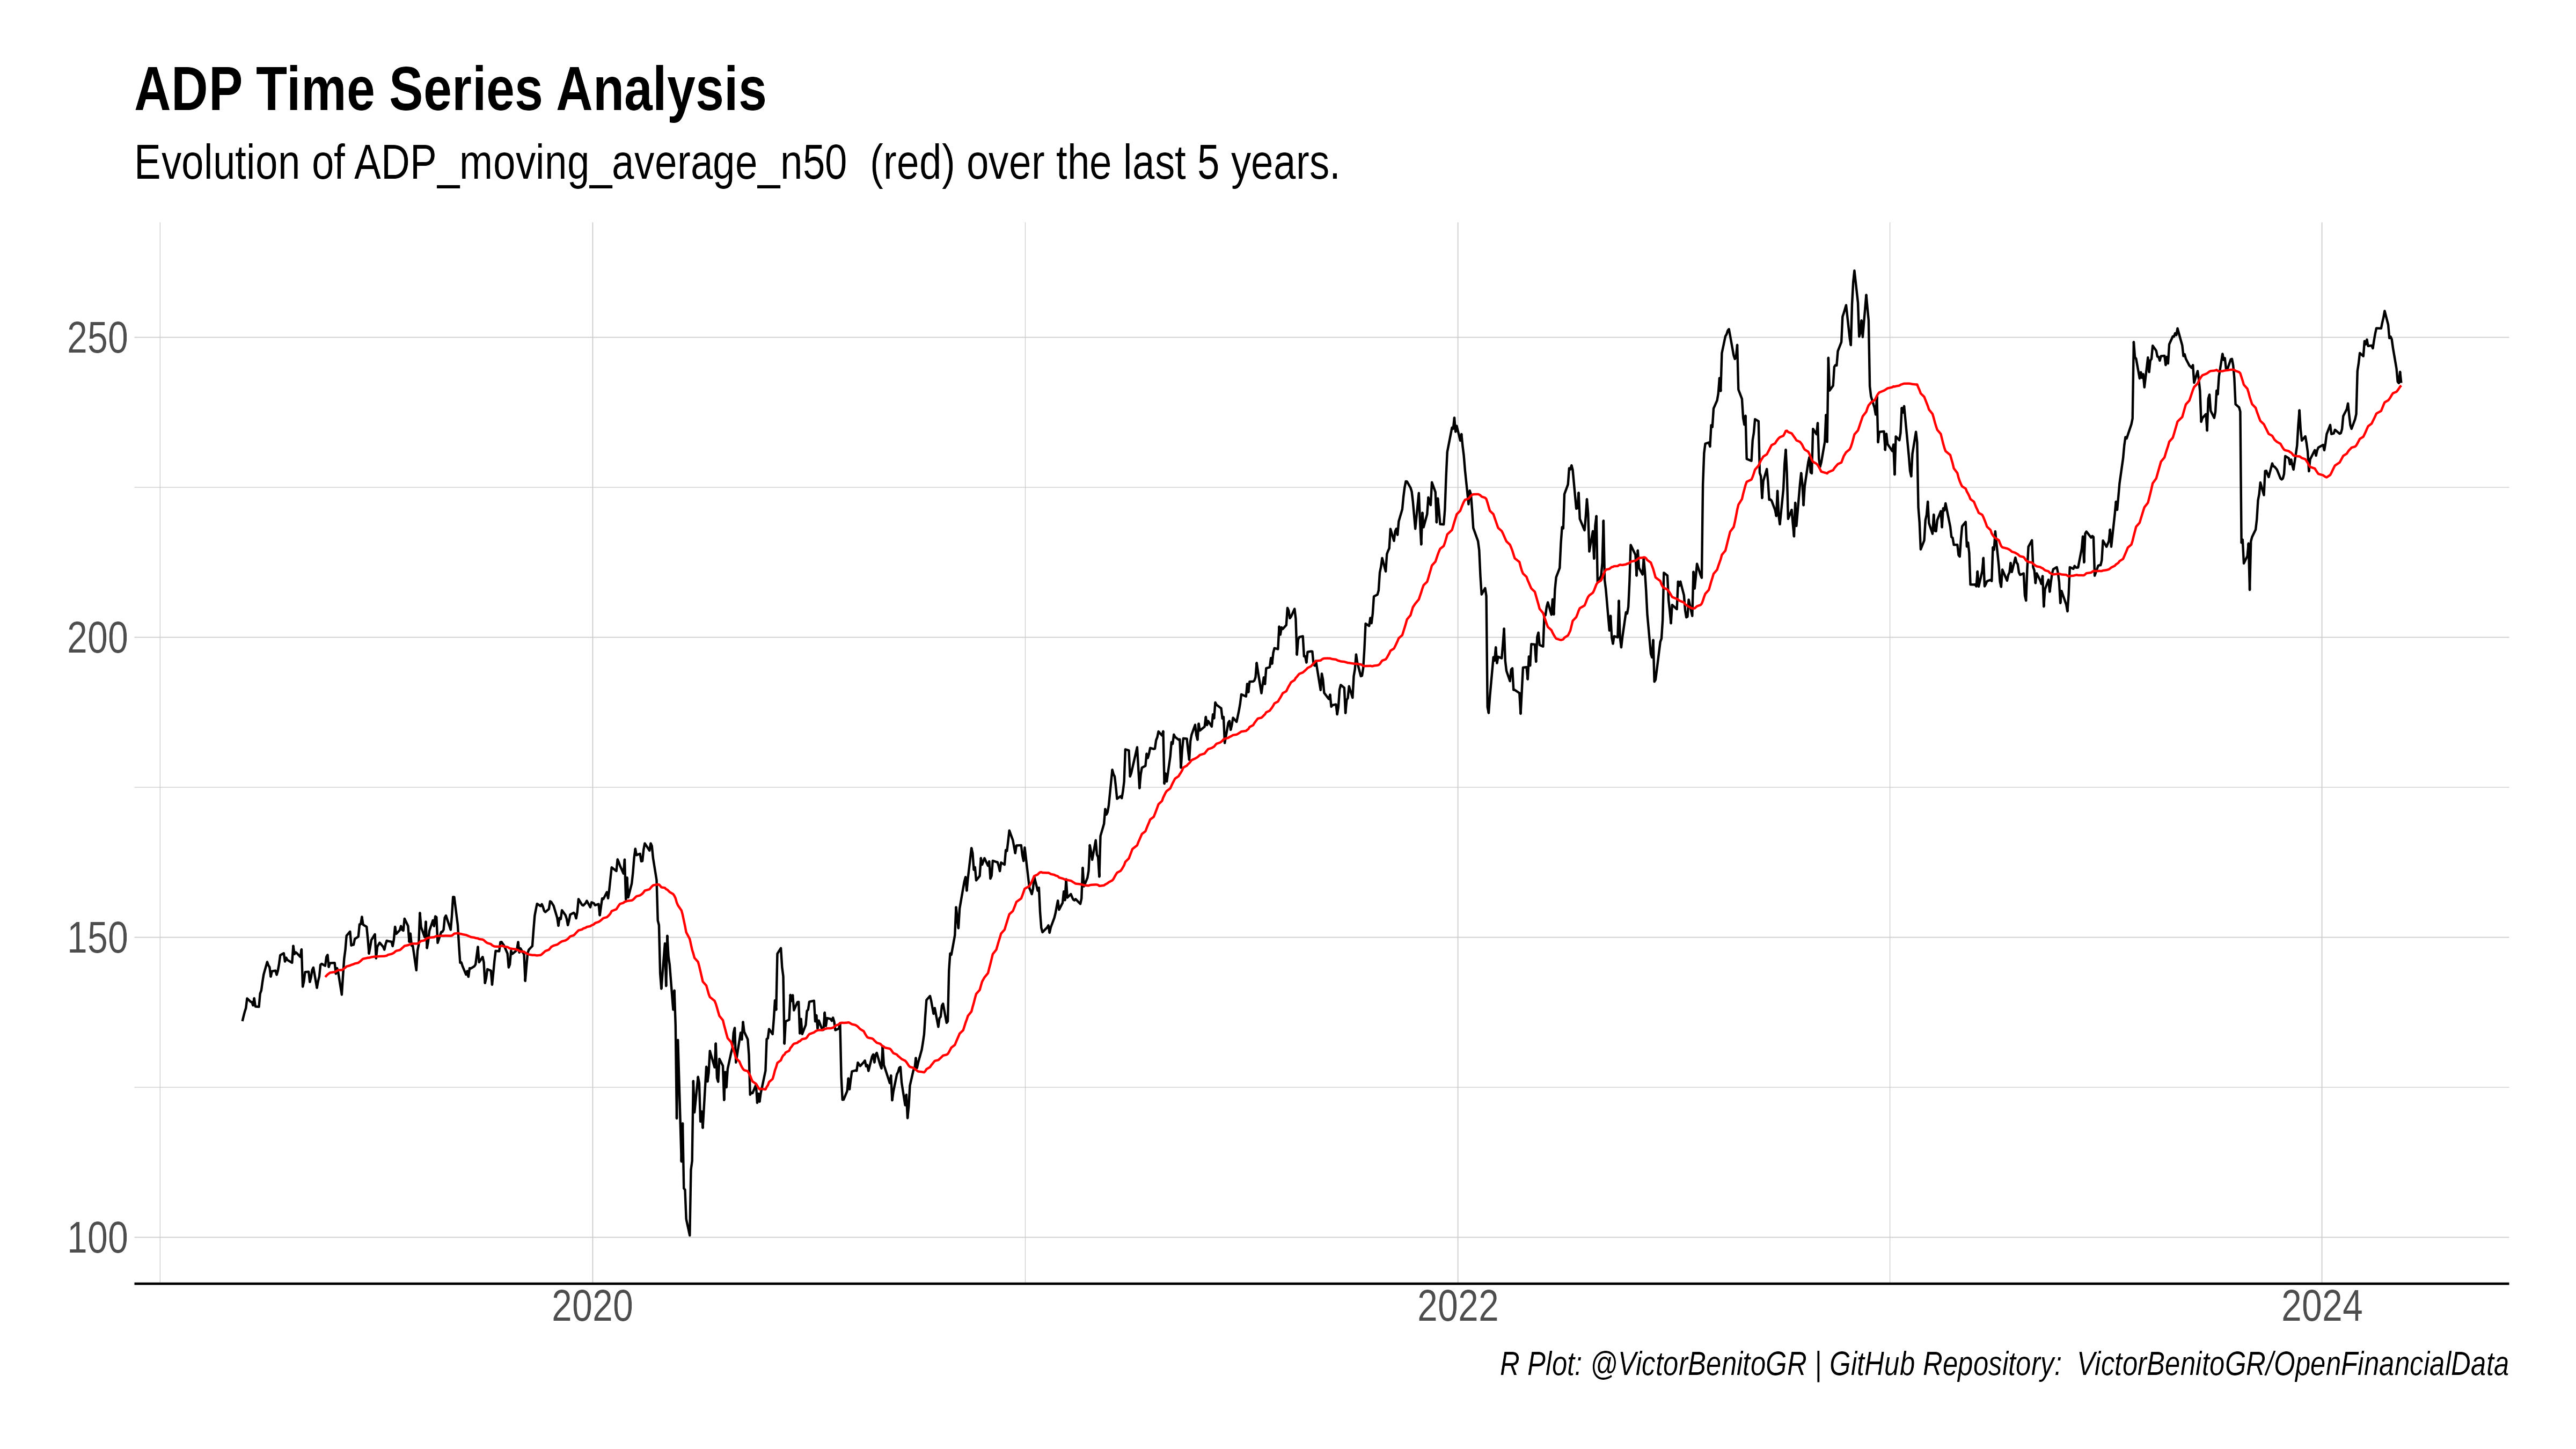 ADP Time Series Analysis
Evolution of ADP_moving_average_n50  (red) over the last 5 years.
250
200
150
100
2020 2022 2024
R Plot: @VictorBenitoGR | GitHub Repository:  VictorBenitoGR/OpenFinancialData